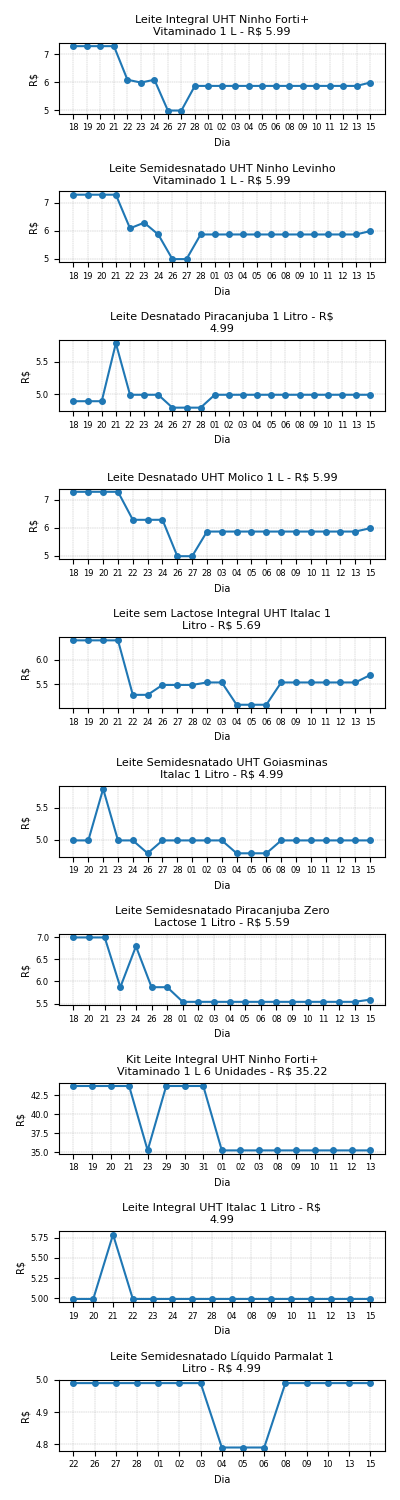 Leite Integral UHT Ninho Forti+
Vitaminado 1 L - R$ 5.99
7
6
5
R$
18 19 20 21 22 23 24 26 27 28 01 03 04 05 06 08 09 10 11 12 13 15
Dia
Leite Semidesnatado UHT Ninho Levinho
Vitaminado 1 L - R$ 5.99
7
6
5
R$
18 19 20 21 22 23 24 26 27 28 01 03 04 05 06 08 09 10 11 12 13 15
Dia
Leite Desnatado Piracanjuba 1 Litro - R$
4.99
5.5
5.0
R$
18 19 20 21 22 23 24 26 27 28 01 03 04 05 06 08 09 10 11 12 13 15
Dia
Leite Desnatado UHT Molico 1 L - R$ 5.99
7
6
5
R$
18 19 20 21 22 23 24 26 27 28 03 04 05 06 08 09 10 11 12 13 15
Dia
Leite sem Lactose Integral UHT Italac 1
Litro - R$ 5.69
6.0
5.5
R$
18 19 20 21 22 24 26 27 28 02 03 04 05 06 08 09 10 11 12 13 15
Dia
Leite Semidesnatado UHT Goiasminas
Italac 1 Litro - R$ 4.99
5.5
5.0
R$
19 20 21 23 24 26 27 28 01 02 03 04 05 06 08 09 10 11 12 13 15
Dia
Leite Semidesnatado Piracanjuba Zero
Lactose 1 Litro - R$ 5.59
7.0
6.5
6.0
5.5
R$
18 20 21 23 24 26 28 01 02 03 04 05 06 08 09 10 11 12 13 15
Dia
Kit Leite Integral UHT Ninho Forti+
Vitaminado 1 L 6 Unidades - R$ 35.22
42.5
40.0
37.5
35.0
R$
18 19 20 21 23 29 30 31 01 02 03 08 09 10 11 12 13
Dia
Leite Integral UHT Italac 1 Litro - R$
4.99
5.75
5.50
5.25
5.00
R$
19 20 21 22 23 24 27 28 04 08 09 10 11 12 13 15
Dia
Leite Semidesnatado Líquido Parmalat 1
Litro - R$ 4.99
5.0
4.9
4.8
R$
22 26 27 28 01 02 03 04 05 06 08 09 10 13 15
Dia